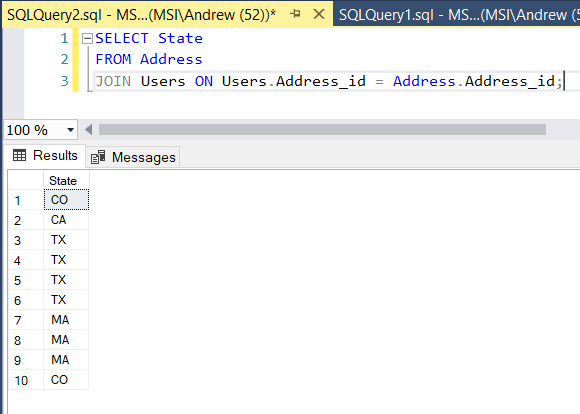 SQLQuery2.sql - MS...(MSI\Andrew (52))* SQLQuery1.sql - MS...(MSI\Andrew (5
1 SELECT State
2 FROM Address
3 JOIN Users ON Users.Address_id = Address.Address_id;
100 %
Results Messages
State
1 CO
2 CA
3 TX
4 TX
5 TX
6 TX
7 MA
8 MA
9 MA
10 CO